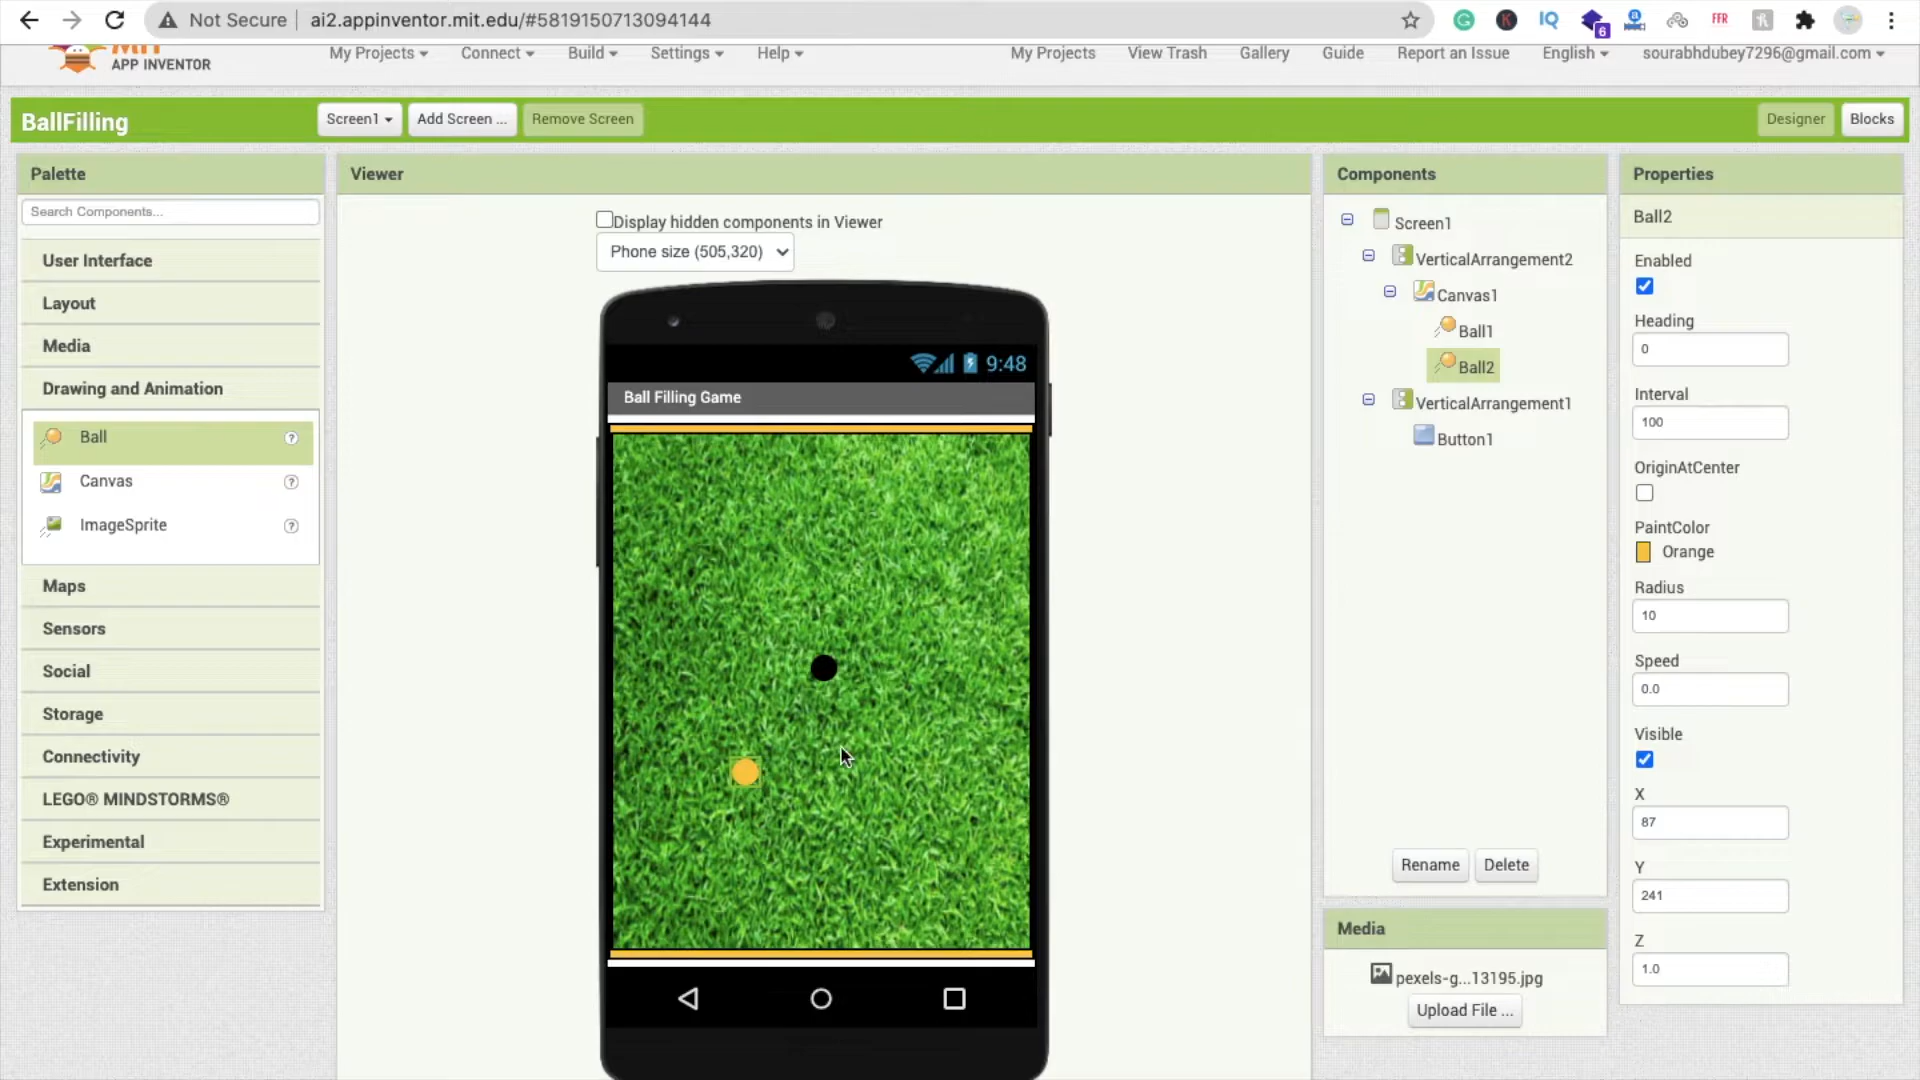 Not Secure
ai2.appinventor.mit.edu/#5819150713094144
6
FFR
MIT
APP INVENTOR
My Projects
Connect
Build
Settings
Help
My Projects
View Trash
Gallery
Guide
Report an Issue
English
sourabhdubey7296@gmail.com
BallFilling
Screen1
Add Screen ...
Remove Screen
Designer
Blocks
Palette
Search Components...
User Interface
Layout
Media
Drawing and Animation
Ball
?
Canvas
?
ImageSprite
?
Maps
Sensors
Social
Storage
Connectivity
LEGO® MINDSTORMS®
Experimental
Extension
Viewer
Display hidden components in Viewer
Phone size (505,320)
9:48
Ball Filling Game
Components
Screen1
VerticalArrangement2
Canvas1
Ball1
Ball2
VerticalArrangement1
Button1
Rename
Delete
Media
pexels-g...13195.jpg
Upload File ...
Properties
Ball2
Enabled
Heading
0
Interval
100
OriginAtCenter
PaintColor
Orange
Radius
10
Speed
0.0
Visible
X
87
Y
241
Z
1.0